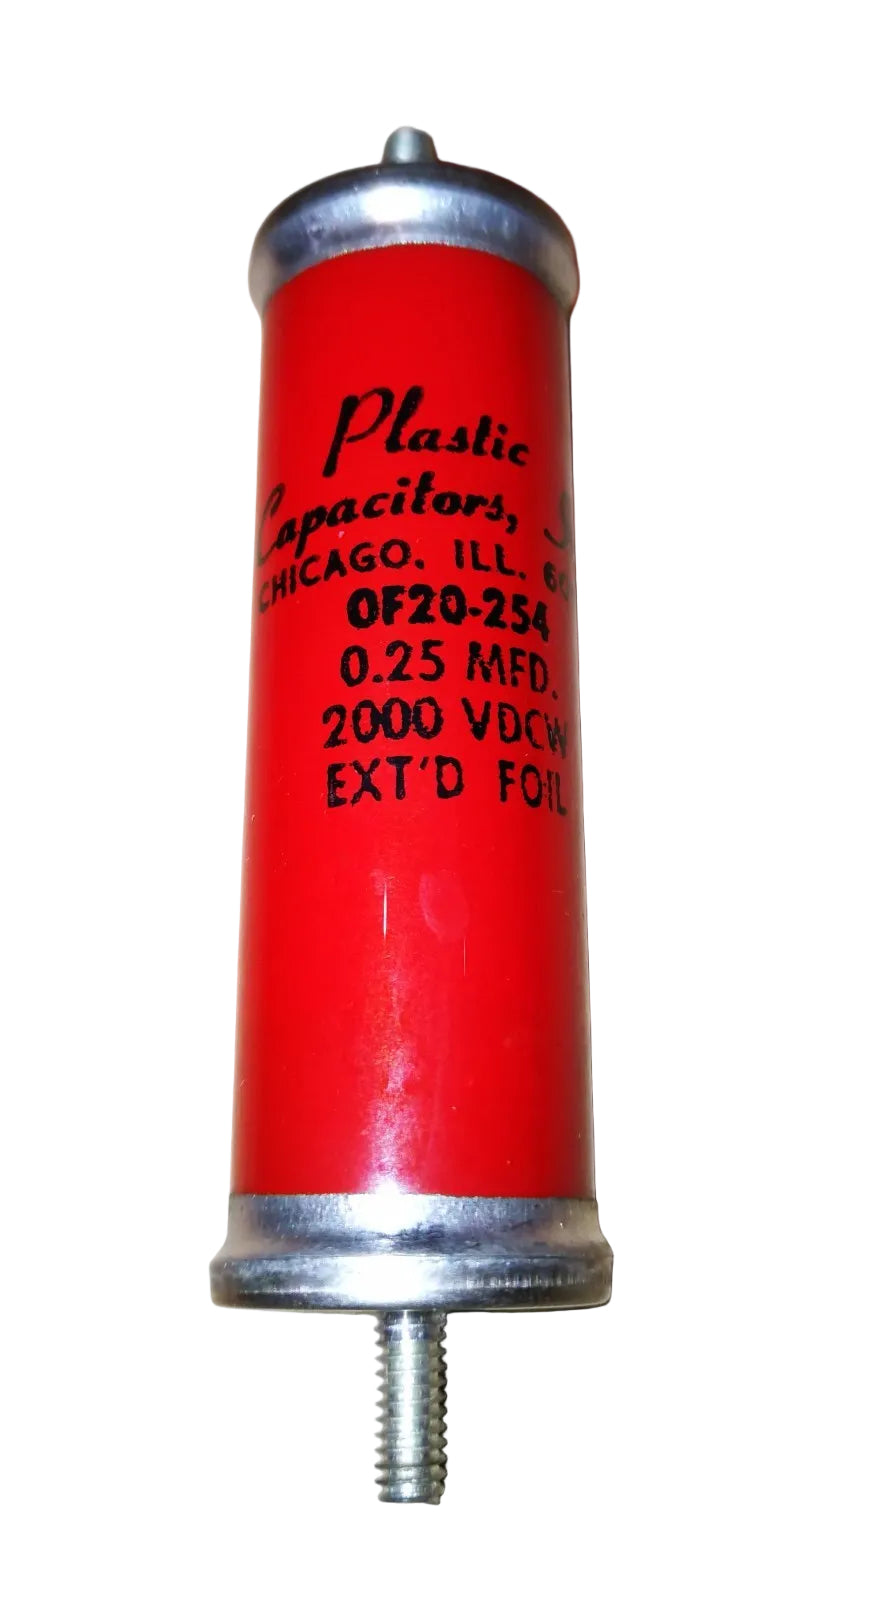 Plastic
Capacitors,
CHICAGO. ILL.
OF20-254
0.25 MFD.
2000 VDCW
EXT'D FOIL